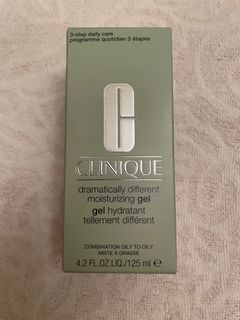 3-step daily care
programme quotidien 3 étapes
C
CLINIQUE
dramatically different
moisturizing gel
gel hydratant
tellement différent
COMBINATION OILY TO OILY
MIXTE À GRASSE
4.2 FL.OZ.LIQ./125 ml ℮